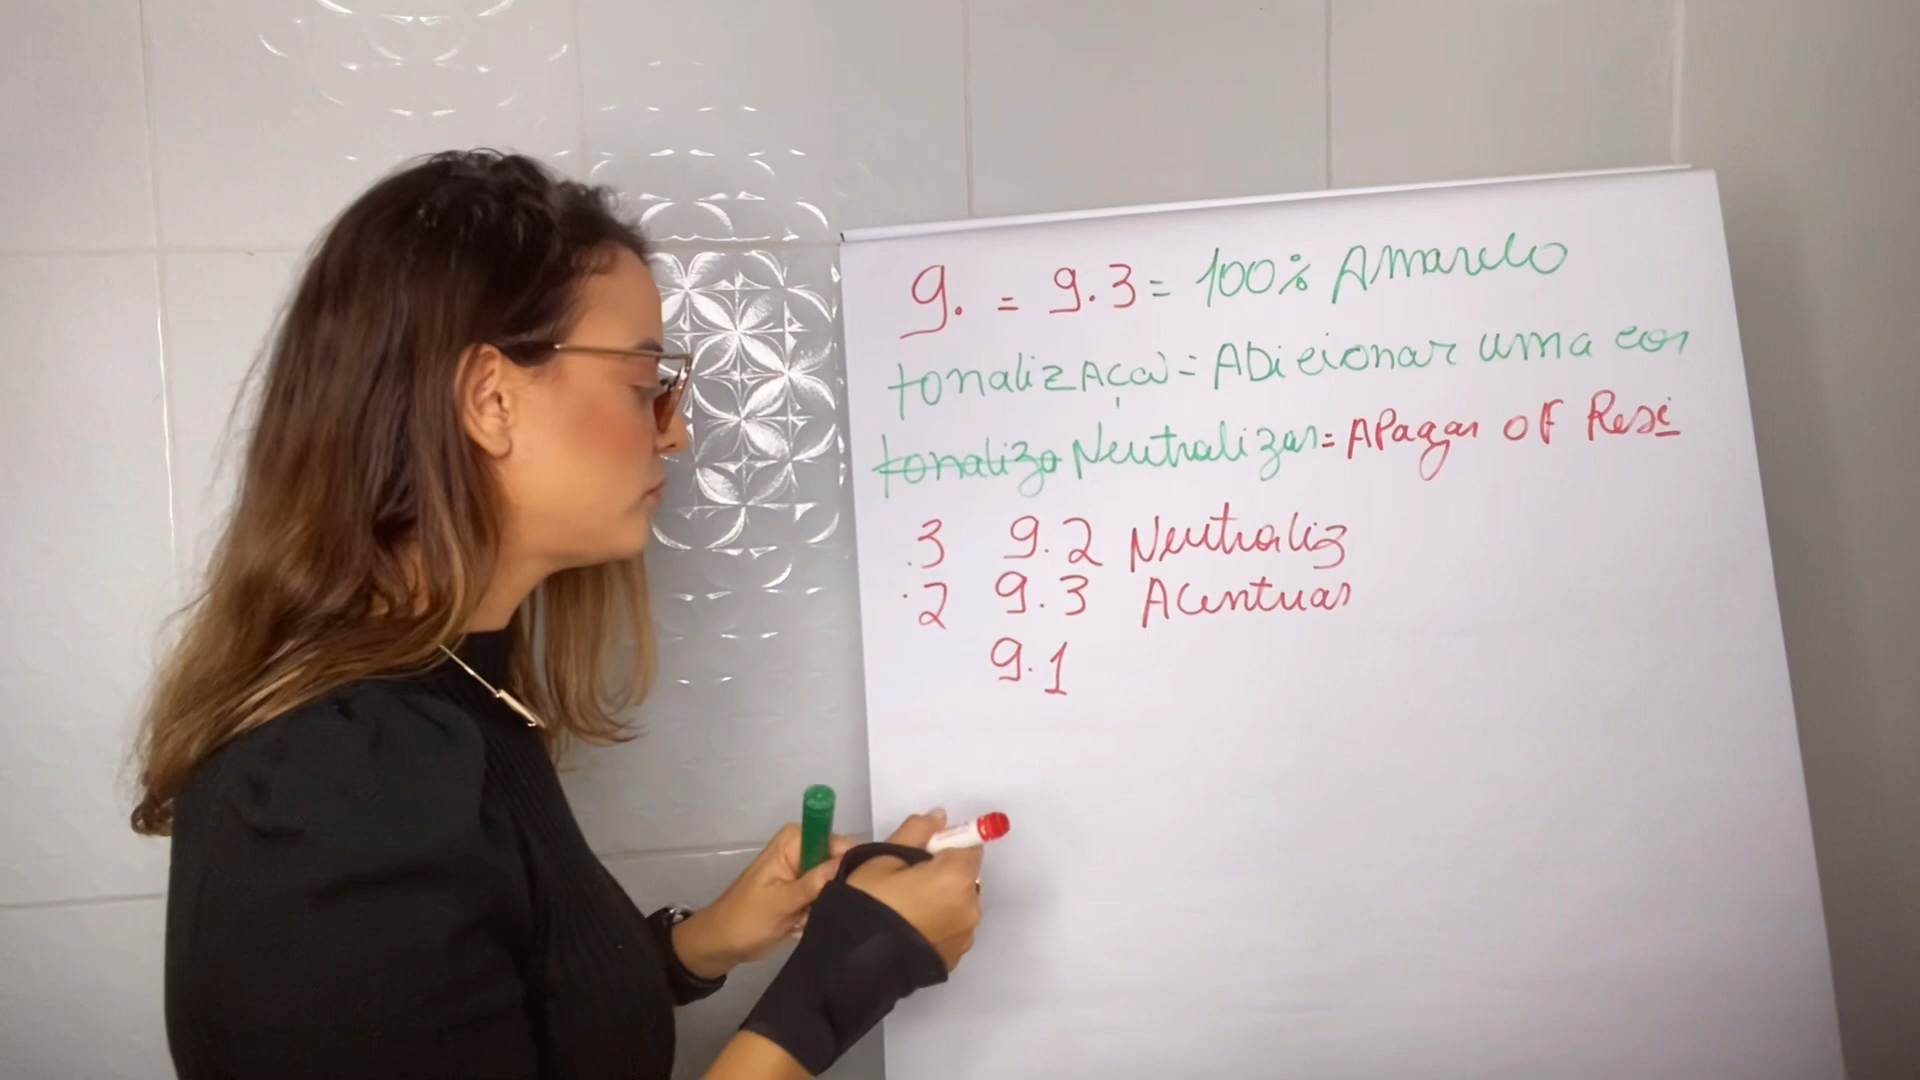 9. = 9.3 = 100% Amarelo
tonalização = Adicionar uma cor
tonalizo Neutralizar = Apagar of Resi
.3 9.2 Neutraliz
.2 9.3 Acentuar
9.1